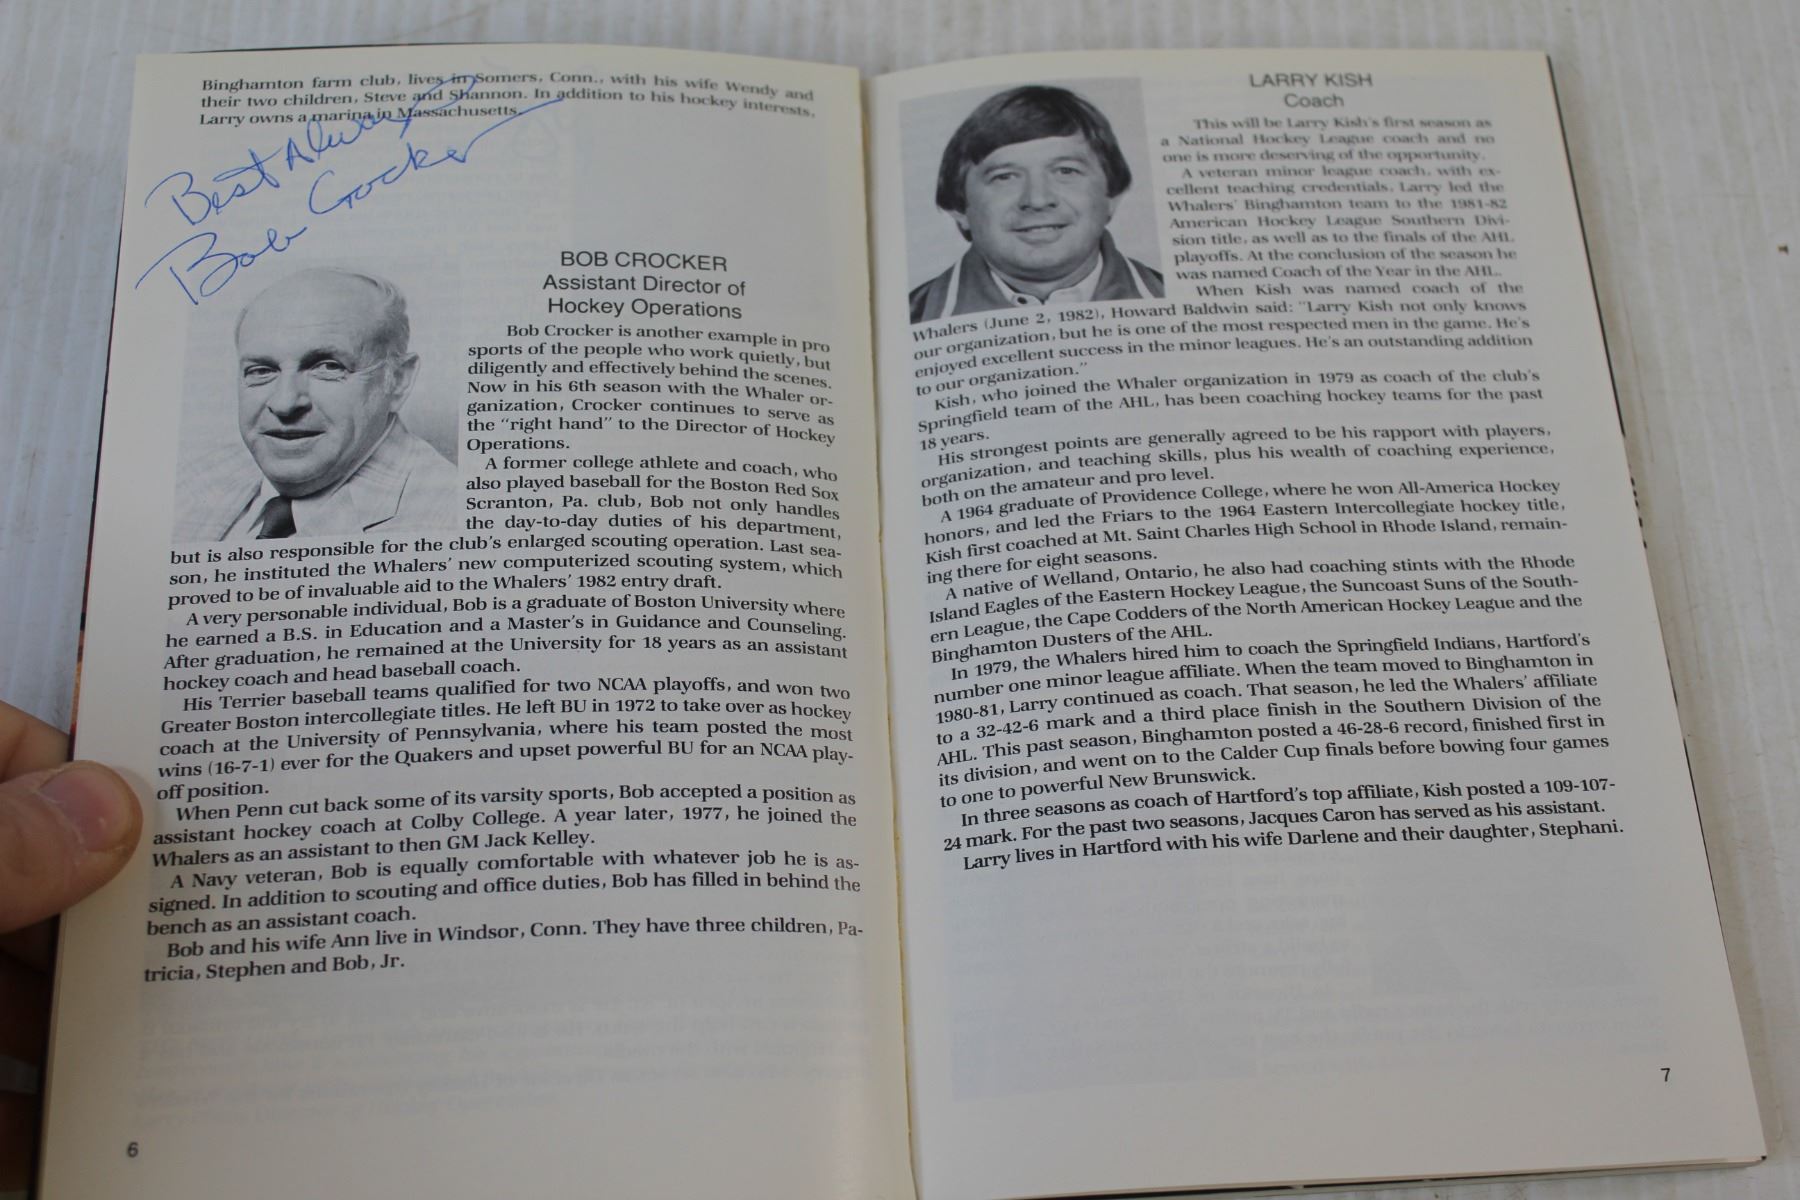 Binghamton farm club, lives in Somers, Conn., with his wife Wendy and
their two children, Steve and Shannon. In addition to his hockey interests,
Larry owns a marina in Massachusetts.
Best Always
Bob Crocker
BOB CROCKER
Assistant Director of
Hockey Operations
Bob Crocker is another example in pro
sports of the people who work quietly, but
diligently and effectively behind the scenes.
Now in his 6th season with the Whaler or-
ganization, Crocker continues to serve as
the "right hand" to the Director of Hockey
Operations.
A former college athlete and coach, who
also played baseball for the Boston Red Sox
Scranton, Pa. club, Bob not only handles
the day-to-day duties of his department,
but is also responsible for the club's enlarged scouting operation. Last sea-
son, he instituted the Whalers' new computerized scouting system, which
proved to be of invaluable aid to the Whalers' 1982 entry draft.
A very personable individual, Bob is a graduate of Boston University where
he earned a B.S. in Education and a Master's in Guidance and Counseling.
After graduation, he remained at the University for 18 years as an assistant
hockey coach and head baseball coach.
His Terrier baseball teams qualified for two NCAA playoffs, and won two
Greater Boston intercollegiate titles. He left BU in 1972 to take over as hockey
coach at the University of Pennsylvania, where his team posted the most
wins (16-7-1) ever for the Quakers and upset powerful BU for an NCAA play-
off position.
When Penn cut back some of its varsity sports, Bob accepted a position as
assistant hockey coach at Colby College. A year later, 1977, he joined the
Whalers as an assistant to then GM Jack Kelley.
A Navy veteran, Bob is equally comfortable with whatever job he is as-
signed. In addition to scouting and office duties, Bob has filled in behind the
bench as an assistant coach.
Bob and his wife Ann live in Windsor, Conn. They have three children, Pa-
tricia, Stephen and Bob, Jr.
6
LARRY KISH
Coach
This will be Larry Kish's first season as
a National Hockey League coach and no
one is more deserving of the opportunity.
A veteran minor league coach, with ex-
cellent teaching credentials, Larry led the
Whalers' Binghamton team to the 1981-82
American Hockey League Southern Divi-
sion title, as well as to the finals of the AHL
playoffs. At the conclusion of the season he
was named Coach of the Year in the AHL.
When Kish was named coach of the
Whalers (June 2, 1982), Howard Baldwin said: "Larry Kish not only knows
our organization, but he is one of the most respected men in the game. He's
enjoyed excellent success in the minor leagues. He's an outstanding addition
to our organization."
Kish, who joined the Whaler organization in 1979 as coach of the club's
Springfield team of the AHL, has been coaching hockey teams for the past
18 years.
His strongest points are generally agreed to be his rapport with players,
organization, and teaching skills, plus his wealth of coaching experience,
both on the amateur and pro level.
A 1964 graduate of Providence College, where he won All-America Hockey
honors, and led the Friars to the 1964 Eastern Intercollegiate hockey title,
Kish first coached at Mt. Saint Charles High School in Rhode Island, remain-
ing there for eight seasons.
A native of Welland, Ontario, he also had coaching stints with the Rhode
Island Eagles of the Eastern Hockey League, the Suncoast Suns of the South-
ern League, the Cape Codders of the North American Hockey League and the
Binghamton Dusters of the AHL.
In 1979, the Whalers hired him to coach the Springfield Indians, Hartford's
number one minor league affiliate. When the team moved to Binghamton in
1980-81, Larry continued as coach. That season, he led the Whalers' affiliate
to a 32-42-6 mark and a third place finish in the Southern Division of the
AHL. This past season, Binghamton posted a 46-28-6 record, finished first in
its division, and went on to the Calder Cup finals before bowing four games
to one to powerful New Brunswick.
In three seasons as coach of Hartford's top affiliate, Kish posted a 109-107-
24 mark. For the past two seasons, Jacques Caron has served as his assistant.
Larry lives in Hartford with his wife Darlene and their daughter, Stephani.
7